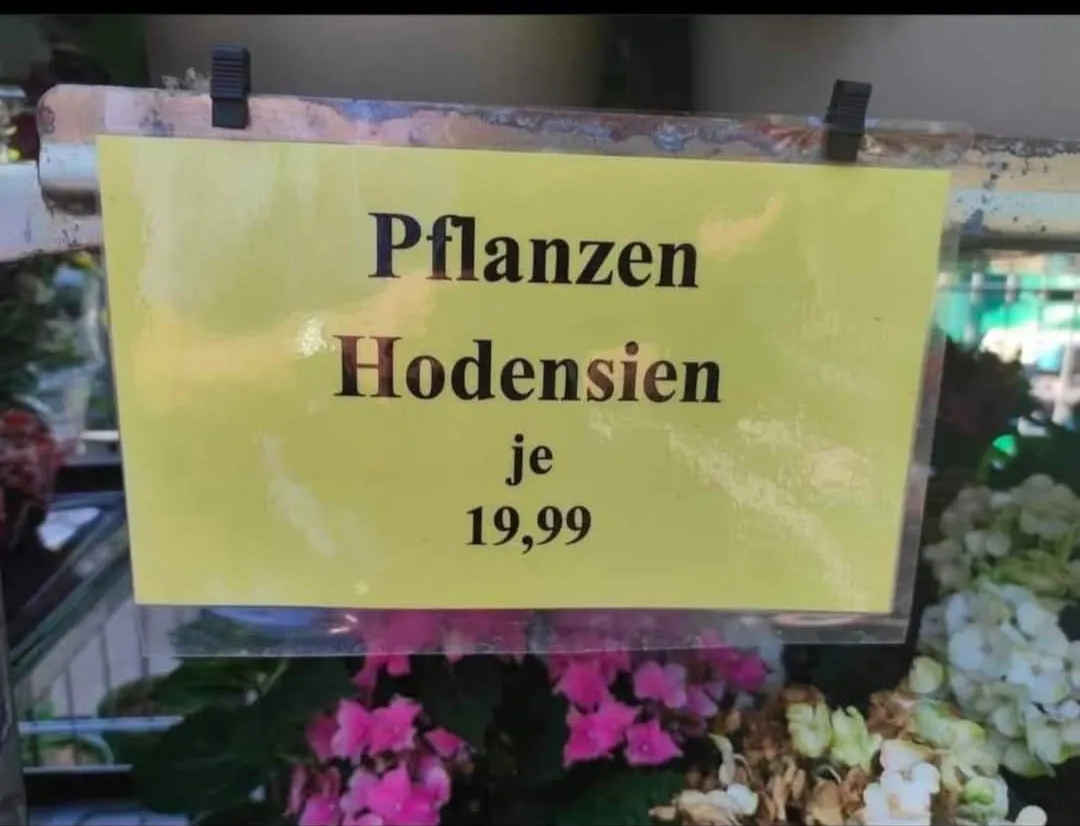 Pflanzen
Hodensien
je
19,99